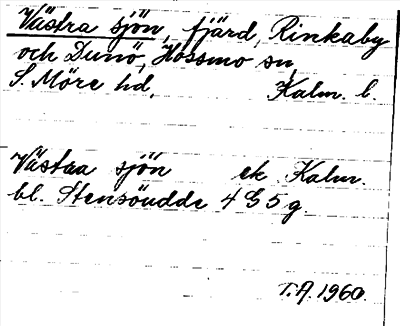 Västra sjön, fjärd, Rinkaby
och Dunö, Hossmo sn,
S. Möre hd, Kalm. l.
Västra sjön ek Kalm.
bl. Stensöudde 4 G 5 g.
T.A. 1960.